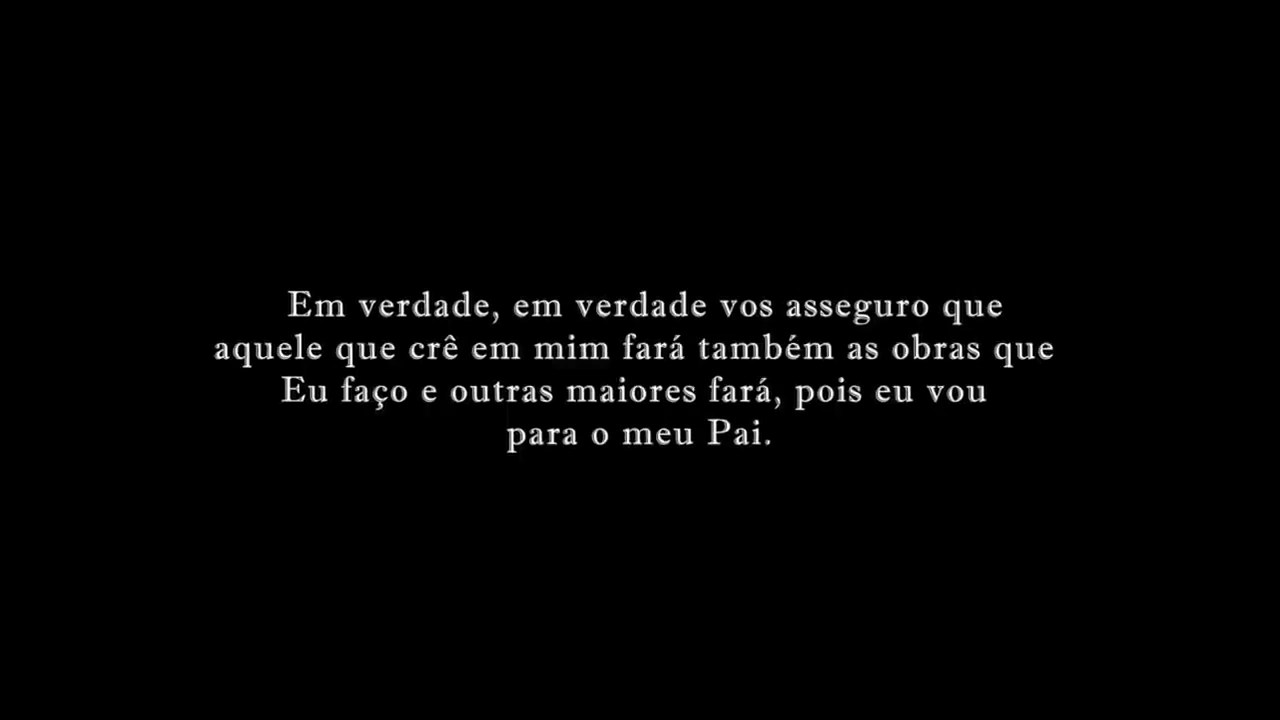 Em verdade, em verdade vos asseguro que
aquele que crê em mim fará também as obras que
Eu faço e outras maiores fará, pois eu vou
para o meu Pai.